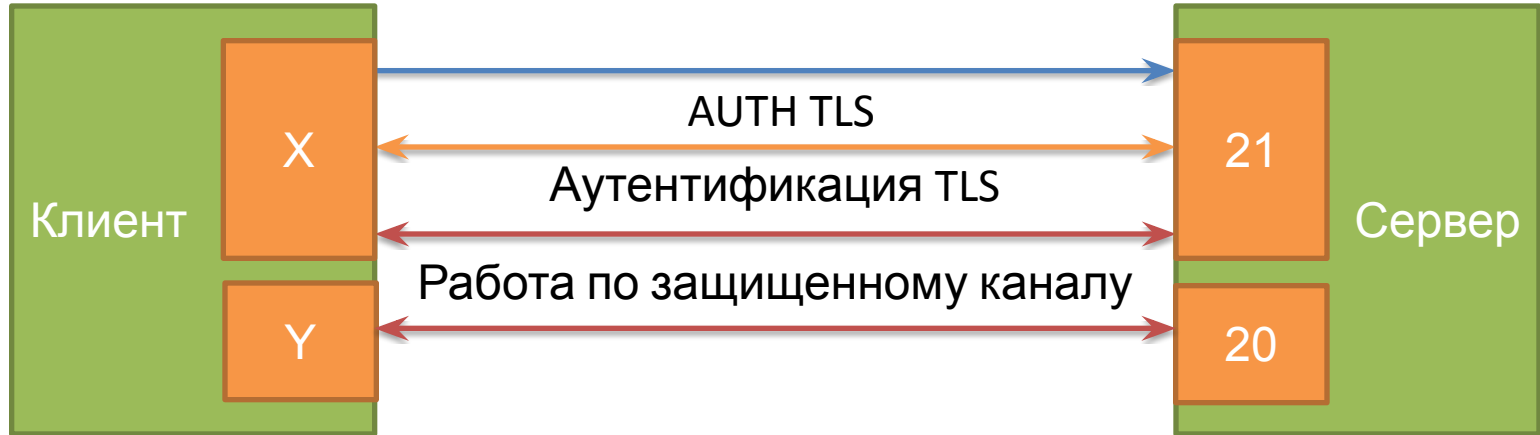 AUTH TLS
X
21
Аутентификация TLS
Клиент
Сервер
Работа по защищенному каналу
Y
20